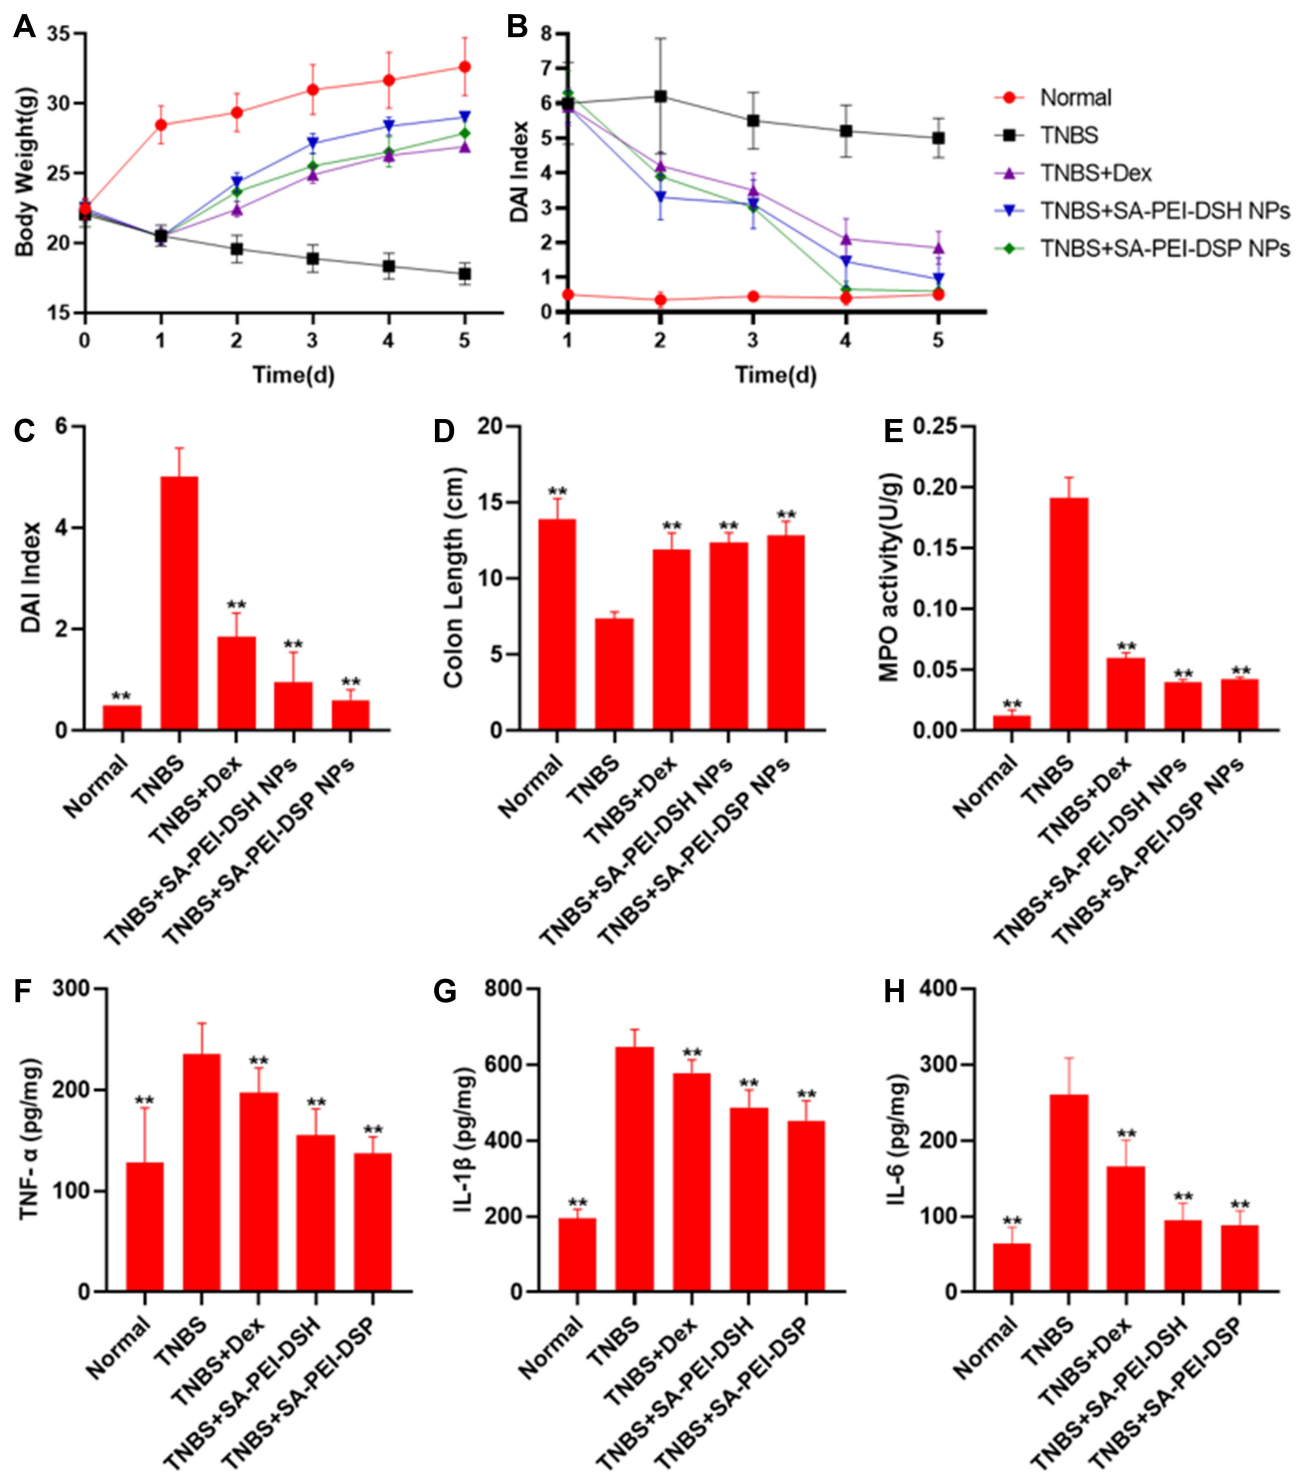 A
Body Weight(g)
35
30
25
20
15
0 1 2 3 4 5
Time(d)
B
DAI Index
8
7
6
5
4
3
2
1
0
1 2 3 4 5
Time(d)
Normal
TNBS
TNBS+Dex
TNBS+SA-PEI-DSH NPs
TNBS+SA-PEI-DSP NPs
C
DAI Index
6
4
2
0
** ** ** **
Normal
TNBS
TNBS+Dex
TNBS+SA-PEI-DSH NPs
TNBS+SA-PEI-DSP NPs
D
Colon Length (cm)
20
15
10
5
0
** ** ** **
Normal
TNBS
TNBS+Dex
TNBS+SA-PEI-DSH NPs
TNBS+SA-PEI-DSP NPs
E
MPO activity(U/g)
0.25
0.20
0.15
0.10
0.05
0.00
** ** ** **
Normal
TNBS
TNBS+Dex
TNBS+SA-PEI-DSH NPs
TNBS+SA-PEI-DSP NPs
F
TNF- α (pg/mg)
300
200
100
0
** ** ** **
Normal
TNBS
TNBS+Dex
TNBS+SA-PEI-DSH
TNBS+SA-PEI-DSP
G
IL-1β (pg/mg)
800
600
400
200
0
** ** ** **
Normal
TNBS
TNBS+Dex
TNBS+SA-PEI-DSH
TNBS+SA-PEI-DSP
H
IL-6 (pg/mg)
400
300
200
100
0
** ** ** **
Normal
TNBS
TNBS+Dex
TNBS+SA-PEI-DSH
TNBS+SA-PEI-DSP